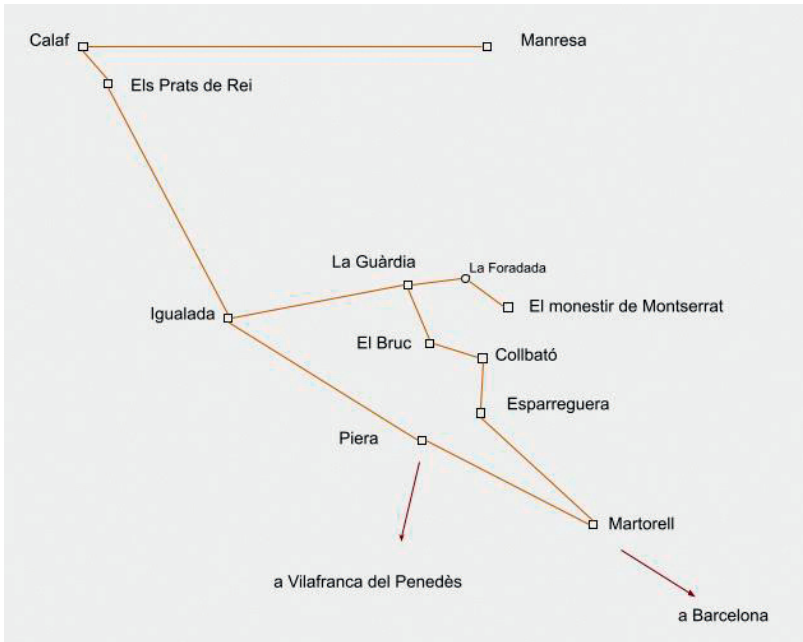 Calaf
Manresa
Els Prats de Rei
La Guàrdia
La Foradada
Igualada
El monestir de Montserrat
El Bruc
Collbató
Esparreguera
Piera
Martorell
a Vilafranca del Penedès
a Barcelona